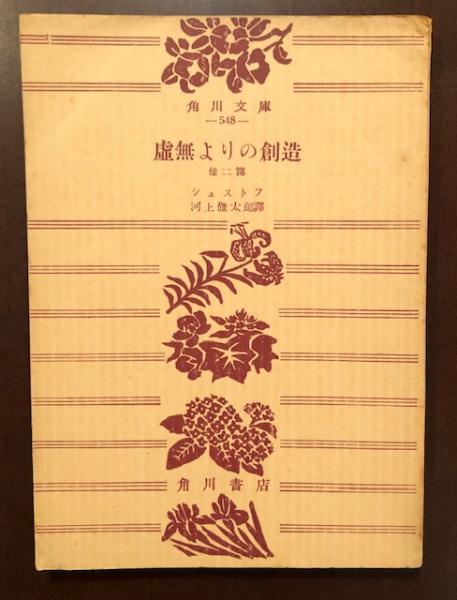 角川文庫
—548—
虛無よりの創造
他二篇
シェストフ
河上徹太郎譯
角川書店